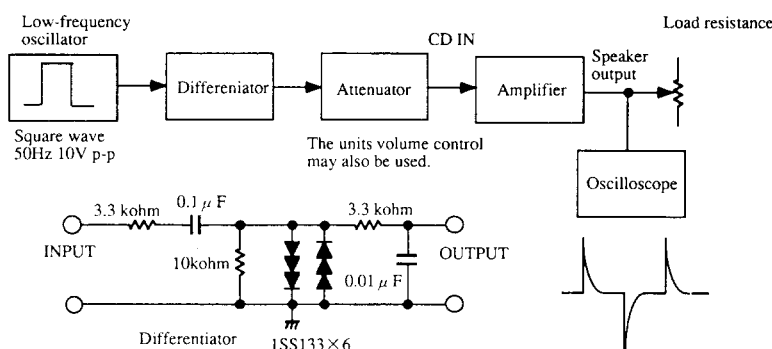 Low-frequency
oscillator
Load resistance
CD IN
Speaker
output
Differeniator
Attenuator
Amplifier
Square wave
50Hz 10V p-p
The units volume control
may also be used.
Oscilloscope
3.3 kohm
0.1 μ F
3.3 kohm
INPUT
10kohm
0.01 μ F
OUTPUT
Differentiator
1SS133×6